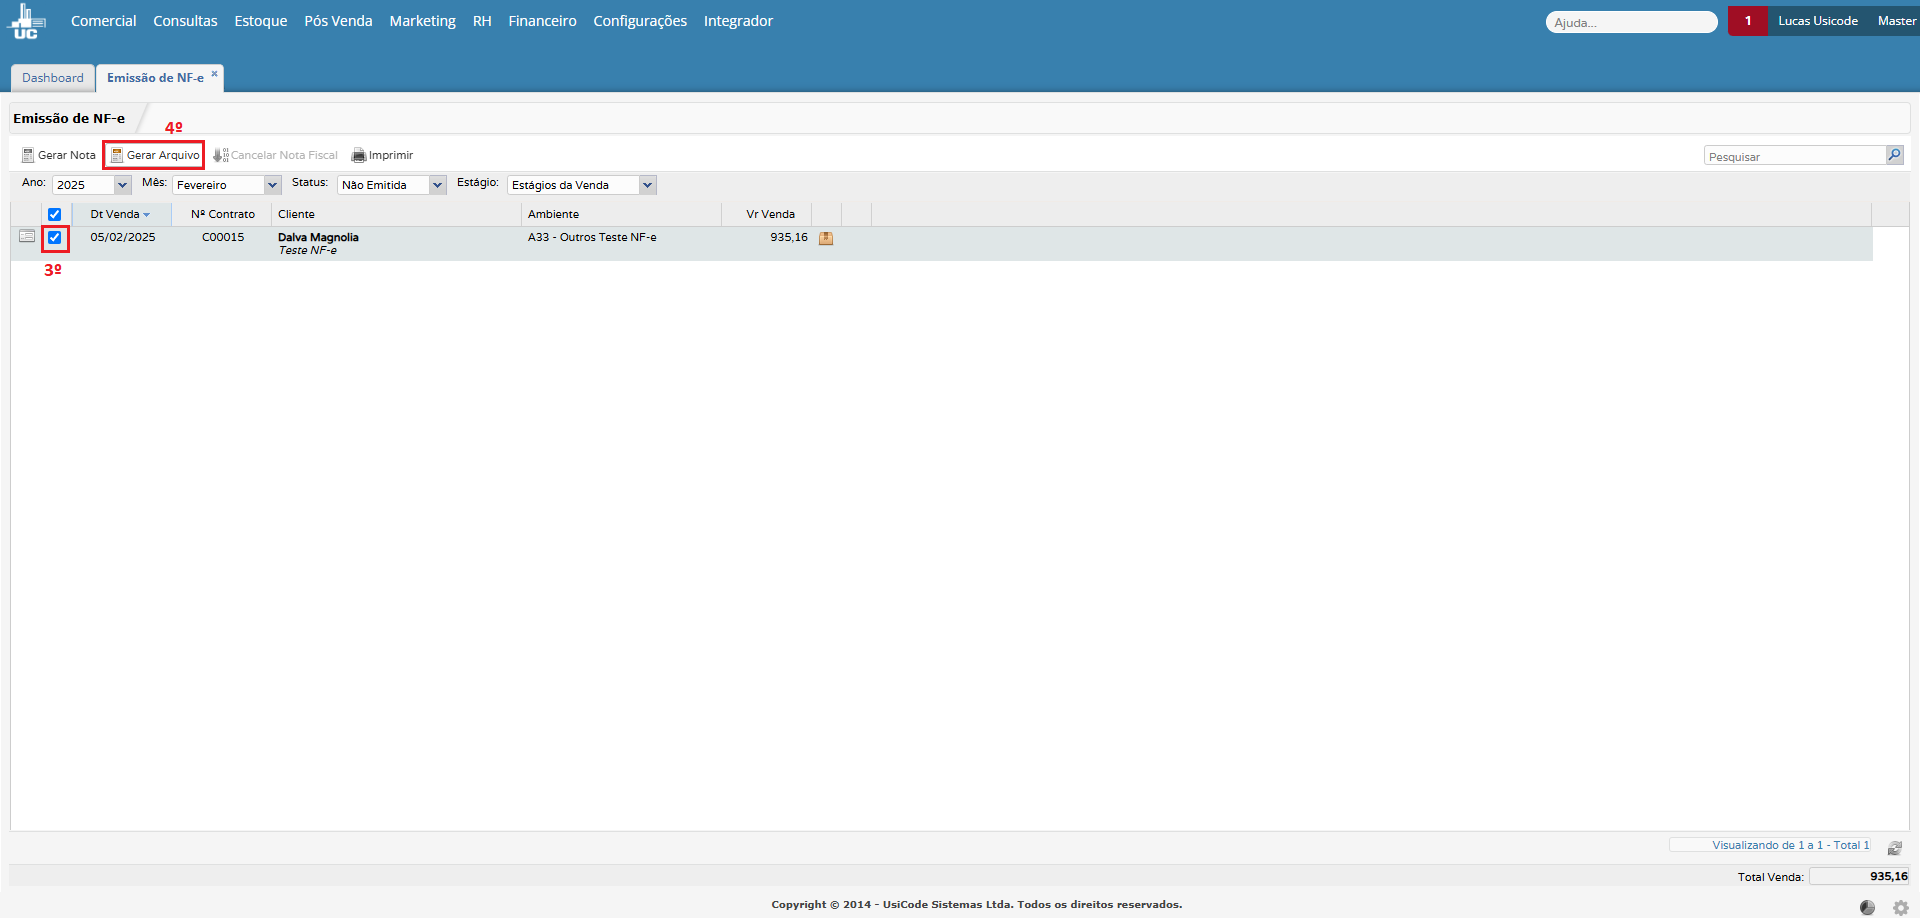 UC
Comercial Consultas Estoque Pós Venda Marketing RH Financeiro Configurações Integrador Ajuda... 1 Lucas Usicode Master
Dashboard Emissão de NF-e
Emissão de NF-e
4º
Gerar Nota Gerar Arquivo Cancelar Nota Fiscal Imprimir Pesquisar
Ano: 2025 Mês: Fevereiro Status: Não Emitida Estágio: Estágios da Venda
Dt Venda Nº Contrato Cliente Ambiente Vr Venda
05/02/2025 C00015 Dalva Magnolia A33 - Outros Teste NF-e 935,16
Teste NF-e
3º
Visualizando de 1 a 1 - Total 1
Total Venda: 935,16
Copyright © 2014 - UsiCode Sistemas Ltda. Todos os direitos reservados.